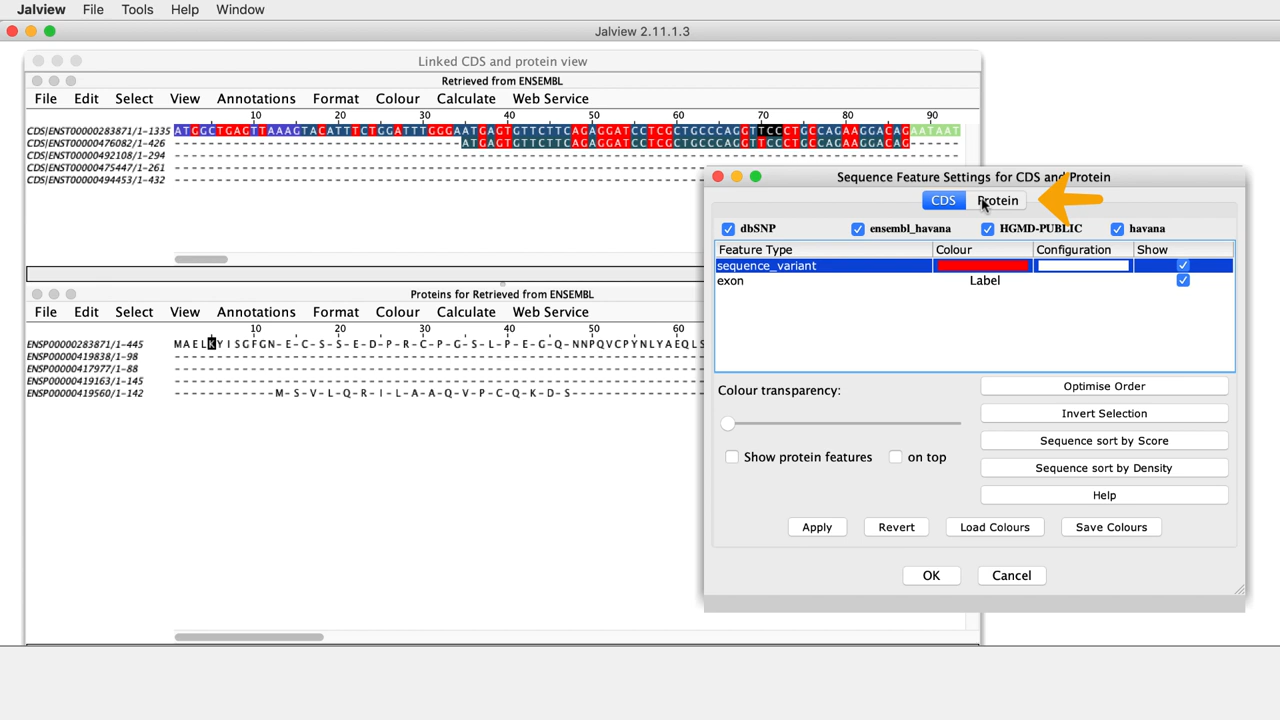 Jalview File Tools Help Window
Jalview 2.11.1.3
Linked CDS and protein view
Retrieved from ENSEMBL
File Edit Select View Annotations Format Colour Calculate Web Service
10 20 30 40 50 60 70 80 90
CDS|ENST00000283871/1-1335 ATGGCTGAGTTAAAGTACATTTCTGGATTTGGGAATGAGTGTTCTTCAGAGGATCCTCGCTGCCCAGGTTCCCTGCCAGAAGGACAGAATAAT
CDS|ENST00000476082/1-426 ATGAGTGTTCTTCAGAGGATCCTCGCTGCCCAGGTTCCCTGCCAGAAGGACAG
CDS|ENST00000492108/1-294
CDS|ENST00000475447/1-261
CDS|ENST00000494453/1-432
Proteins for Retrieved from ENSEMBL
File Edit Select View Annotations Format Colour Calculate Web Service
10 20 30 40 50 60
ENSP00000283871/1-445 MAELKYISGFGN-E-C-S-S-E-D-P-R-C-P-G-S-L-P-E-G-Q-NNPQVCPYNLYAEQLS
ENSP00000419838/1-98
ENSP00000417977/1-88
ENSP00000419163/1-145
ENSP00000419560/1-142 M-S-V-L-Q-R-I-L-A-A-Q-V-P-C-Q-K-D-S
Sequence Feature Settings for CDS and Protein
CDS Protein
dbSNP ensembl_havana HGMD-PUBLIC havana
Feature Type Colour Configuration Show
sequence_variant
exon Label
Colour transparency:
Optimise Order
Invert Selection
Sequence sort by Score
Show protein features on top
Sequence sort by Density
Help
Apply Revert Load Colours Save Colours
OK Cancel